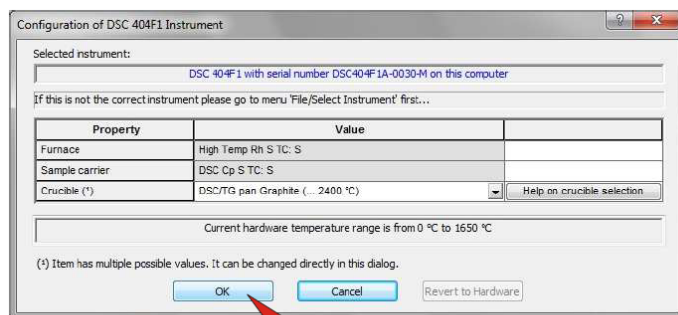 Configuration of DSC 404F1 Instrument
Selected instrument:
DSC 404F1 with serial number DSC404F1A-0030-M on this computer
If this is not the correct instrument please go to menu 'File/Select Instrument' first...
Property Value
Furnace High Temp Rh S TC: S
Sample carrier DSC Cp S TC: S
Crucible (¹) DSC/TG pan Graphite (... 2400 °C) Help on crucible selection
Current hardware temperature range is from 0 °C to 1650 °C
(¹) Item has multiple possible values. It can be changed directly in this dialog.
OK Cancel Revert to Hardware